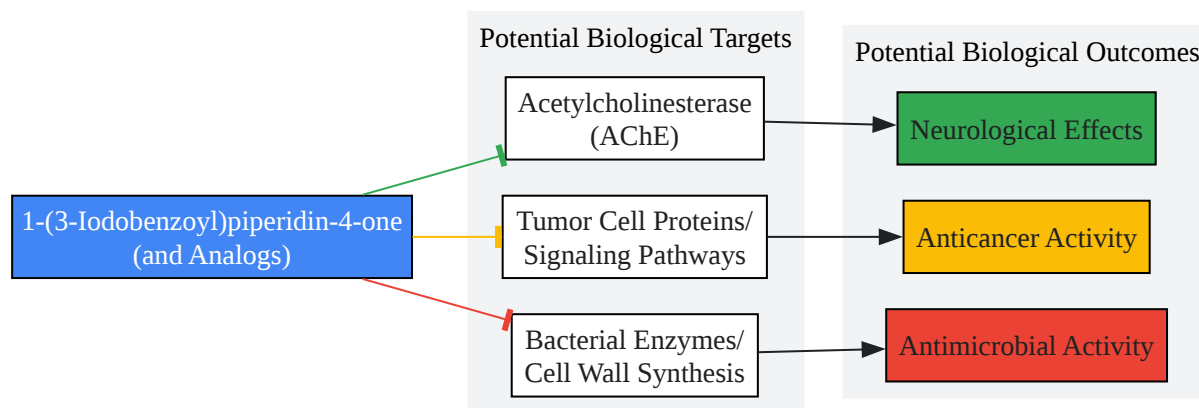 Potential Biological Targets
Potential Biological Outcomes
Acetylcholinesterase
(AChE)
Neurological Effects
1-(3-Iodobenzoyl)piperidin-4-one
(and Analogs)
Tumor Cell Proteins/
Signaling Pathways
Anticancer Activity
Bacterial Enzymes/
Cell Wall Synthesis
Antimicrobial Activity